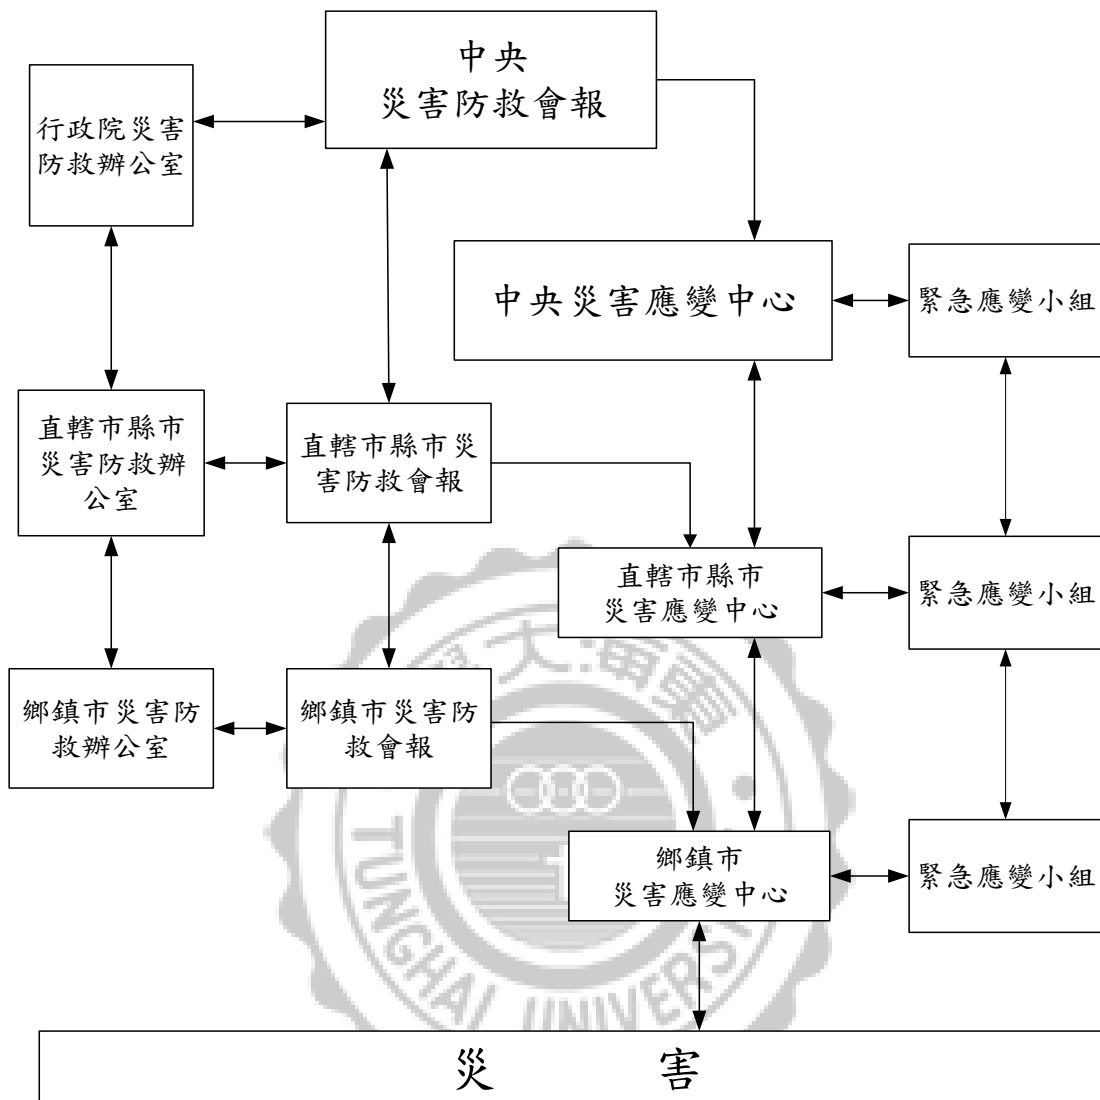 中央
災害防救會報
行政院災害
防救辦公室
中央災害應變中心
緊急應變小組
直轄市縣市
災害防救辦
公室
直轄市縣市災
害防救會報
直轄市縣市
災害應變中心
緊急應變小組
鄉鎮市災害防
救辦公室
鄉鎮市災害防
救會報
鄉鎮市
災害應變中心
緊急應變小組
TUNGHAI UNIVERSI
災 害